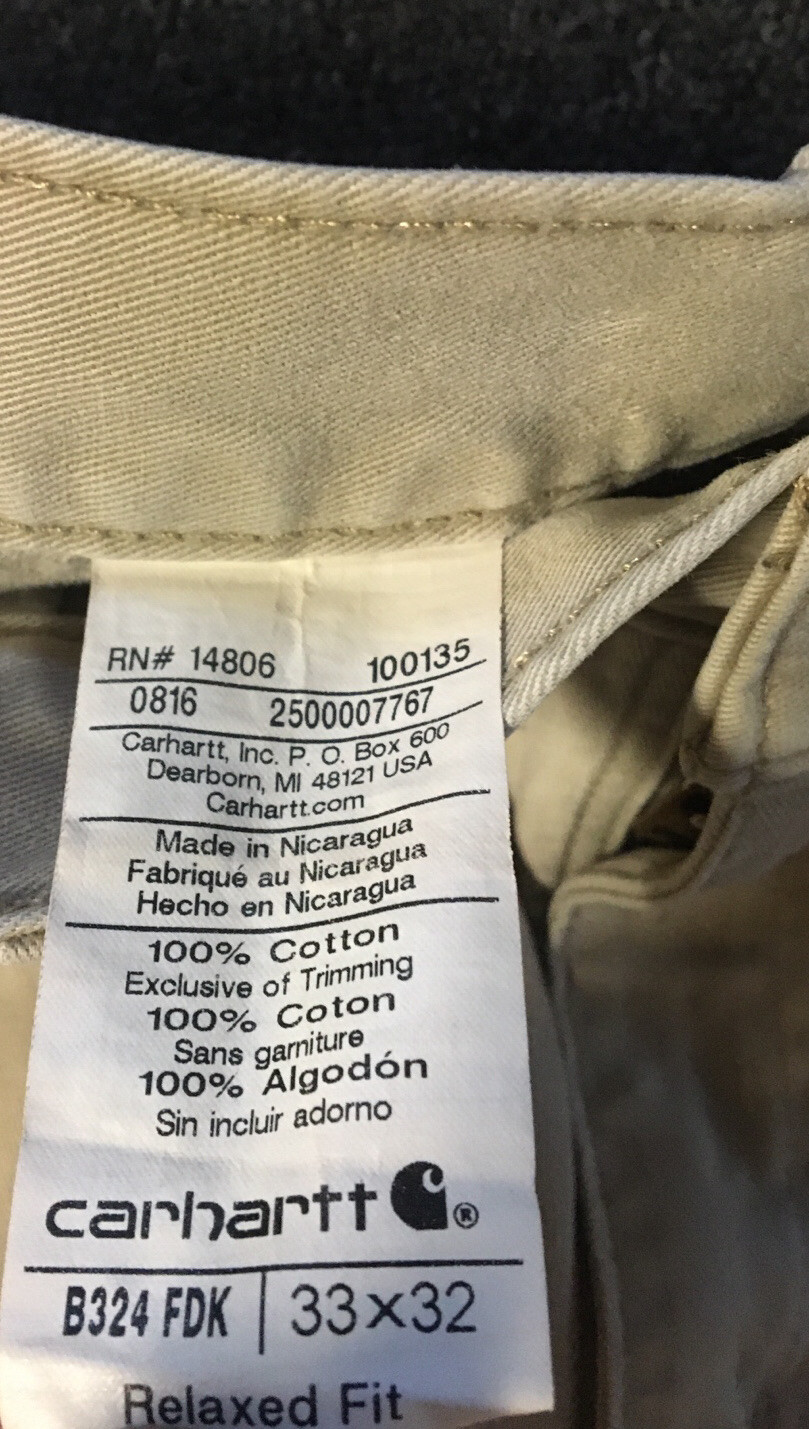 RN# 14806 100135
0816 2500007767
Carhartt, Inc. P. O. Box 600
Dearborn, MI 48121 USA
Carhartt.com
Made in Nicaragua
Fabriqué au Nicaragua
Hecho en Nicaragua
100% Cotton
Exclusive of Trimming
100% Coton
Sans garniture
100% Algodón
Sin incluir adorno
carhartt ®
B324 FDK | 33x32
Relaxed Fit